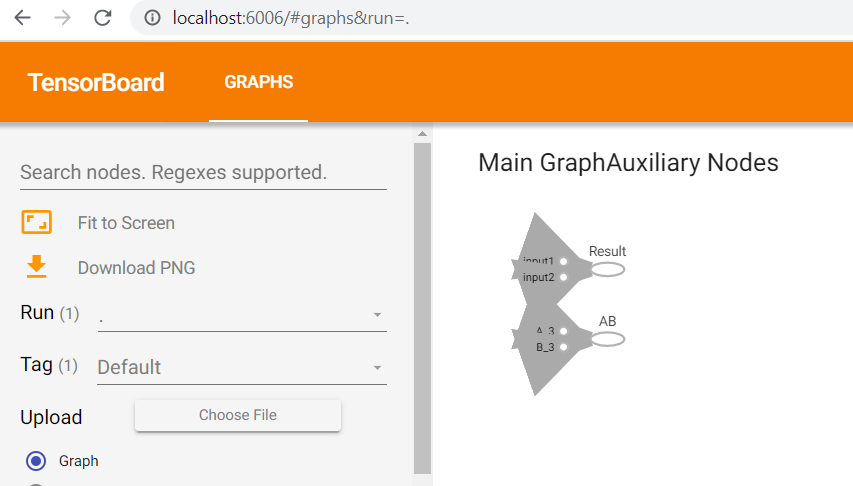 localhost:6006/#graphs&run=.
TensorBoard
GRAPHS
Search nodes. Regexes supported.
Fit to Screen
Download PNG
Run (1)
.
Tag (1)
Default
Upload
Choose File
Graph
Main GraphAuxiliary Nodes
Result
input1
input2
AB
A_3
B_3